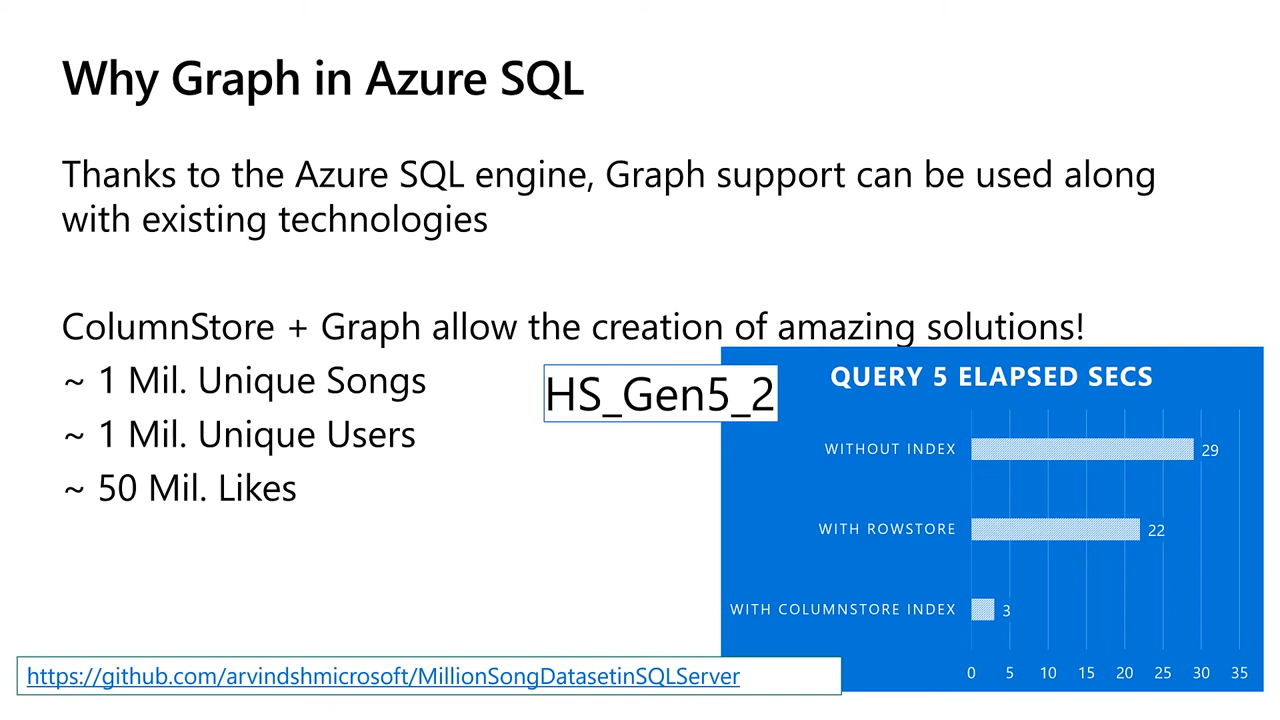 Why Graph in Azure SQL
Thanks to the Azure SQL engine, Graph support can be used along
with existing technologies
ColumnStore + Graph allow the creation of amazing solutions!
~ 1 Mil. Unique Songs
~ 1 Mil. Unique Users
~ 50 Mil. Likes
HS_Gen5_2
QUERY 5 ELAPSED SECS
WITHOUT INDEX 29
WITH ROWSTORE 22
WITH COLUMNSTORE INDEX 3
0 5 10 15 20 25 30 35
https://github.com/arvindshmicrosoft/MillionSongDatasetinSQLServer